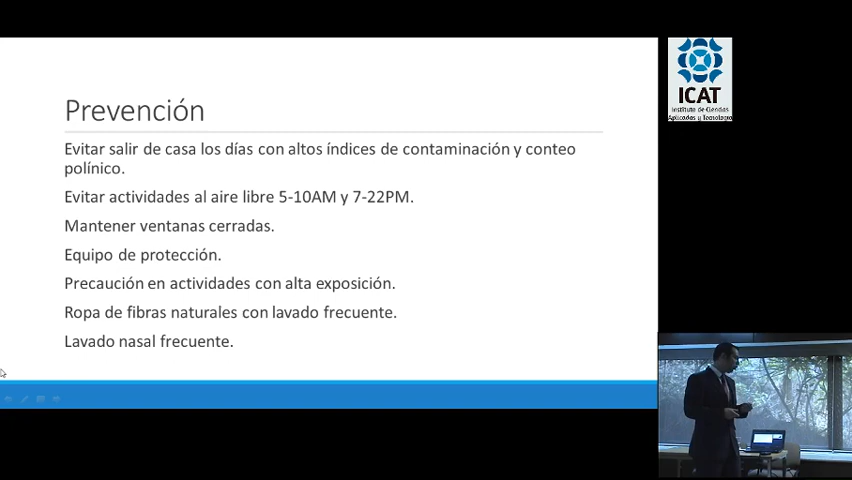 Prevención
Evitar salir de casa los días con altos índices de contaminación y conteo
polínico.
Evitar actividades al aire libre 5-10AM y 7-22PM.
Mantener ventanas cerradas.
Equipo de protección.
Precaución en actividades con alta exposición.
Ropa de fibras naturales con lavado frecuente.
Lavado nasal frecuente.
ICAT
Instituto de Ciencias
Aplicadas y Tecnología